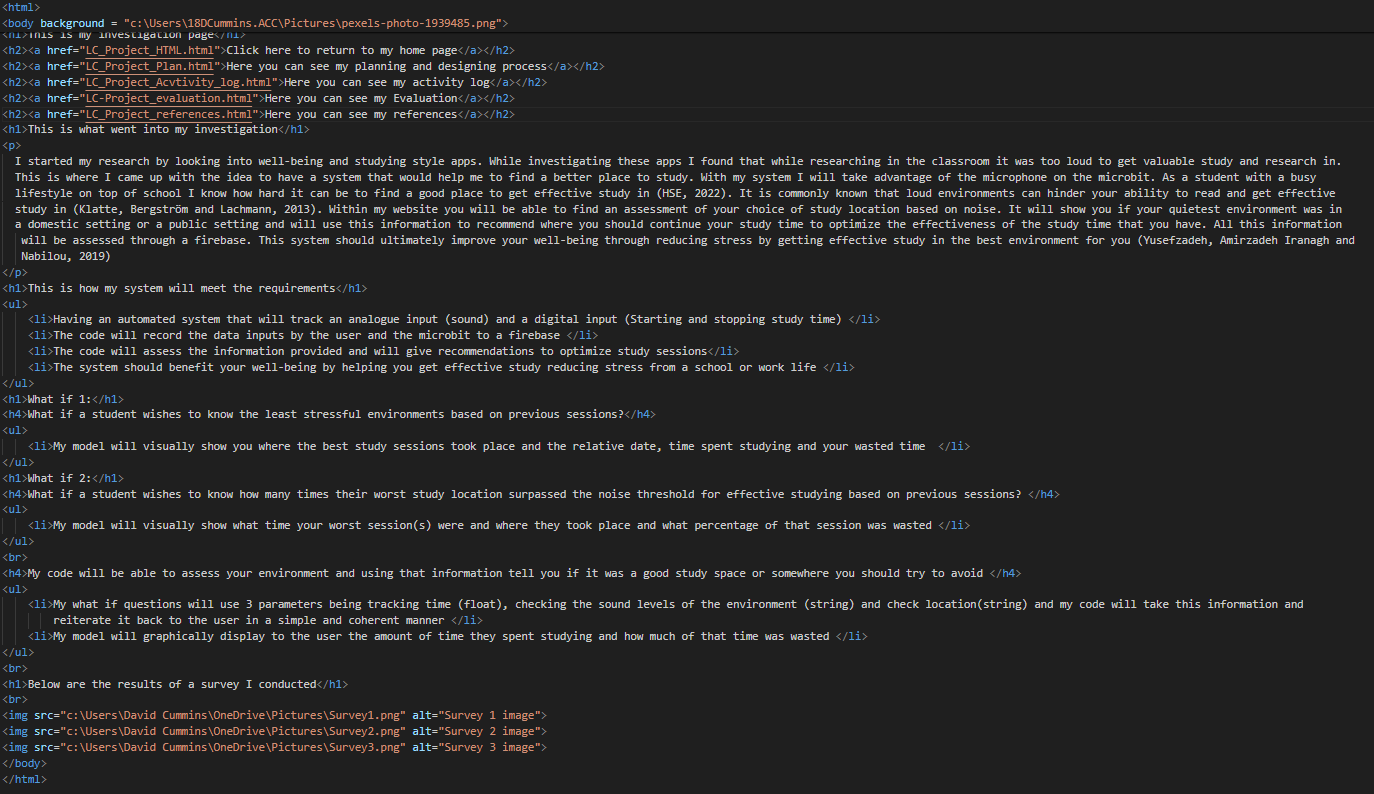 <html>
<body background = "c:\Users\18DCummins.ACC\Pictures\pexels-photo-1939485.png">
<h1>This is my investigation page</h1>
<h2><a href="LC_Project_HTML.html">Click here to return to my home page</a></h2>
<h2><a href="LC_Project_Plan.html">Here you can see my planning and designing process</a></h2>
<h2><a href="LC_Project_Acvtivity_log.html">Here you can see my activity log</a></h2>
<h2><a href="LC-Project_evaluation.html">Here you can see my Evaluation</a></h2>
<h2><a href="LC_Project_references.html">Here you can see my references</a></h2>
<h1>This is what went into my investigation</h1>
<p>
I started my research by looking into well-being and studying style apps. While investigating these apps I found that while researching in the classroom it was too loud to get valuable study and research in.
This is where I came up with the idea to have a system that would help me to find a better place to study. With my system I will take advantage of the microphone on the microbit. As a student with a busy
lifestyle on top of school I know how hard it can be to find a good place to get effective study in (HSE, 2022). It is commonly known that loud environments can hinder your ability to read and get effective
study in (Klatte, Bergström and Lachmann, 2013). Within my website you will be able to find an assessment of your choice of study location based on noise. It will show you if your quietest environment was in
a domestic setting or a public setting and will use this information to recommend where you should continue your study time to optimize the effectiveness of the study time that you have. All this information
will be assessed through a firebase. This system should ultimately improve your well-being through reducing stress by getting effective study in the best environment for you (Yusefzadeh, Amirzadeh Iranagh and
Nabilou, 2019)
</p>
<h1>This is how my system will meet the requirements</h1>
<ul>
<li>Having an automated system that will track an analogue input (sound) and a digital input (Starting and stopping study time) </li>
<li>The code will record the data inputs by the user and the microbit to a firebase </li>
<li>The code will assess the information provided and will give recommendations to optimize study sessions</li>
<li>The system should benefit your well-being by helping you get effective study reducing stress from a school or work life </li>
</ul>
<h1>What if 1:</h1>
<h4>What if a student wishes to know the least stressful environments based on previous sessions?</h4>
<ul>
<li>My model will visually show you where the best study sessions took place and the relative date, time spent studying and your wasted time  </li>
</ul>
<h1>What if 2:</h1>
<h4>What if a student wishes to know how many times their worst study location surpassed the noise threshold for effective studying based on previous sessions? </h4>
<ul>
<li>My model will visually show what time your worst session(s) were and where they took place and what percentage of that session was wasted </li>
</ul>
<br>
<h4>My code will be able to assess your environment and using that information tell you if it was a good study space or somewhere you should try to avoid </h4>
<ul>
<li>My what if questions will use 3 parameters being tracking time (float), checking the sound levels of the environment (string) and check location(string) and my code will take this information and
reiterate it back to the user in a simple and coherent manner </li>
<li>My model will graphically display to the user the amount of time they spent studying and how much of that time was wasted </li>
</ul>
<br>
<h1>Below are the results of a survey I conducted</h1>
<br>
<img src="c:\Users\David Cummins\OneDrive\Pictures\Survey1.png" alt="Survey 1 image">
<img src="c:\Users\David Cummins\OneDrive\Pictures\Survey2.png" alt="Survey 2 image">
<img src="c:\Users\David Cummins\OneDrive\Pictures\Survey3.png" alt="Survey 3 image">
</body>
</html>